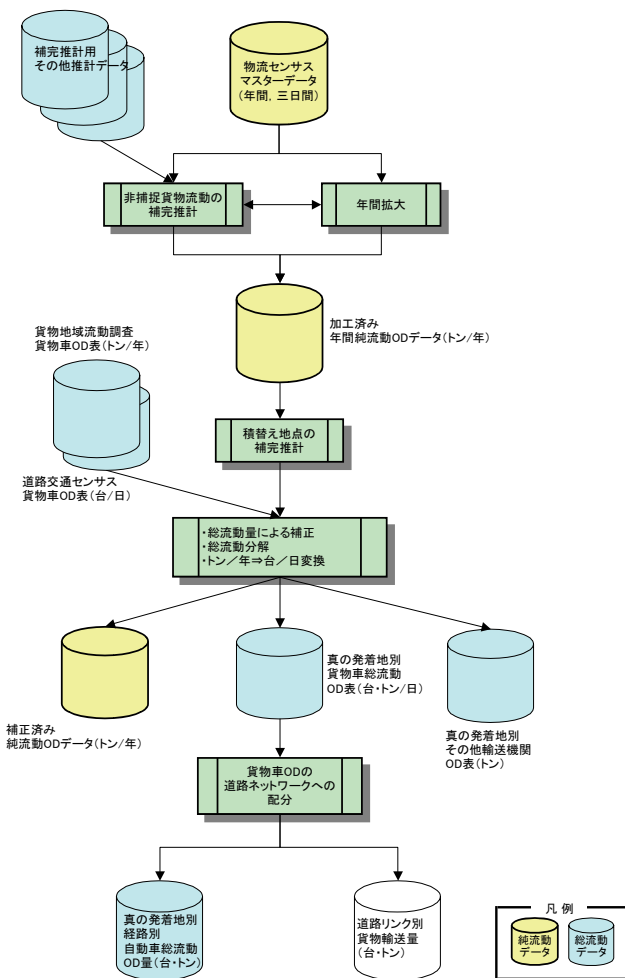 補完推計用
その他推計データ
物流センサス
マスターデータ
(年間, 三日間)
非捕捉貨物流動の
補完推計
年間拡大
加工済み
年間純流動ODデータ(トン/年)
貨物地域流動調査
貨物車OD表(トン/年)
積替え地点の
補完推計
道路交通センサス
貨物車OD表(台/日)
・総流動量による補正
・総流動分解
・トン/年⇒台/日変換
真の発着地別
貨物車総流動
OD表(台・トン/日)
補正済み
純流動ODデータ(トン/年)
真の発着地別
その他輸送機関
OD表(トン)
貨物車ODの
道路ネットワークへの
配分
真の発着地別
経路別
自動車総流動
OD量(台・トン)
道路リンク別
貨物輸送量
(台・トン)
凡 例
純流動
データ
総流動
データ